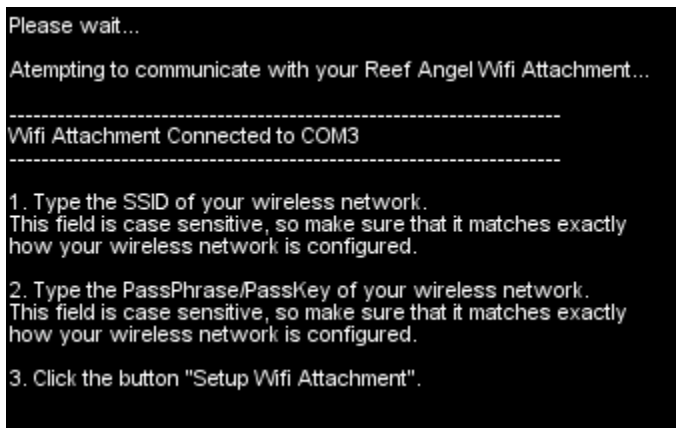 Please wait...
Atempting to communicate with your Reef Angel Wifi Attachment...
----------------------------------------------------------------------
Wifi Attachment Connected to COM3
----------------------------------------------------------------------
1. Type the SSID of your wireless network.
This field is case sensitive, so make sure that it matches exactly
how your wireless network is configured.
2. Type the PassPhrase/PassKey of your wireless network.
This field is case sensitive, so make sure that it matches exactly
how your wireless network is configured.
3. Click the button "Setup Wifi Attachment".